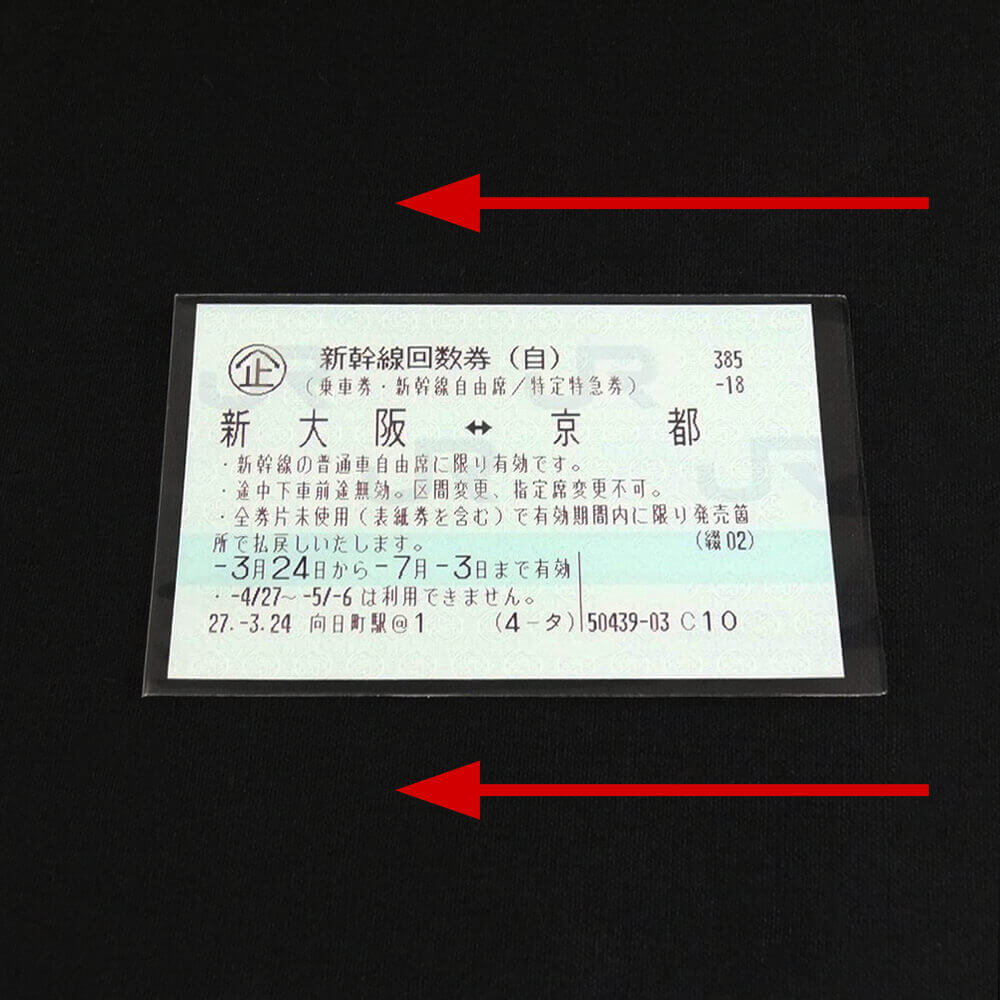 企 新幹線回数券（自） 385
（乗車券・新幹線自由席／特定特急券） -18
新大阪 ↔ 京都
・新幹線の普通車自由席に限り有効です。
・途中下車前途無効。区間変更、指定席変更不可。
・全券片未使用（表紙券を含む）で有効期間内に限り発売箇
所で払戻しいたします。 （綴02）
-3月24日から-7月-3日まで有効
・-4/27～-5/-6は利用できません。
27.-3.24 向日町駅@1 （4-タ） 50439-03 C10
JR JR JR JR